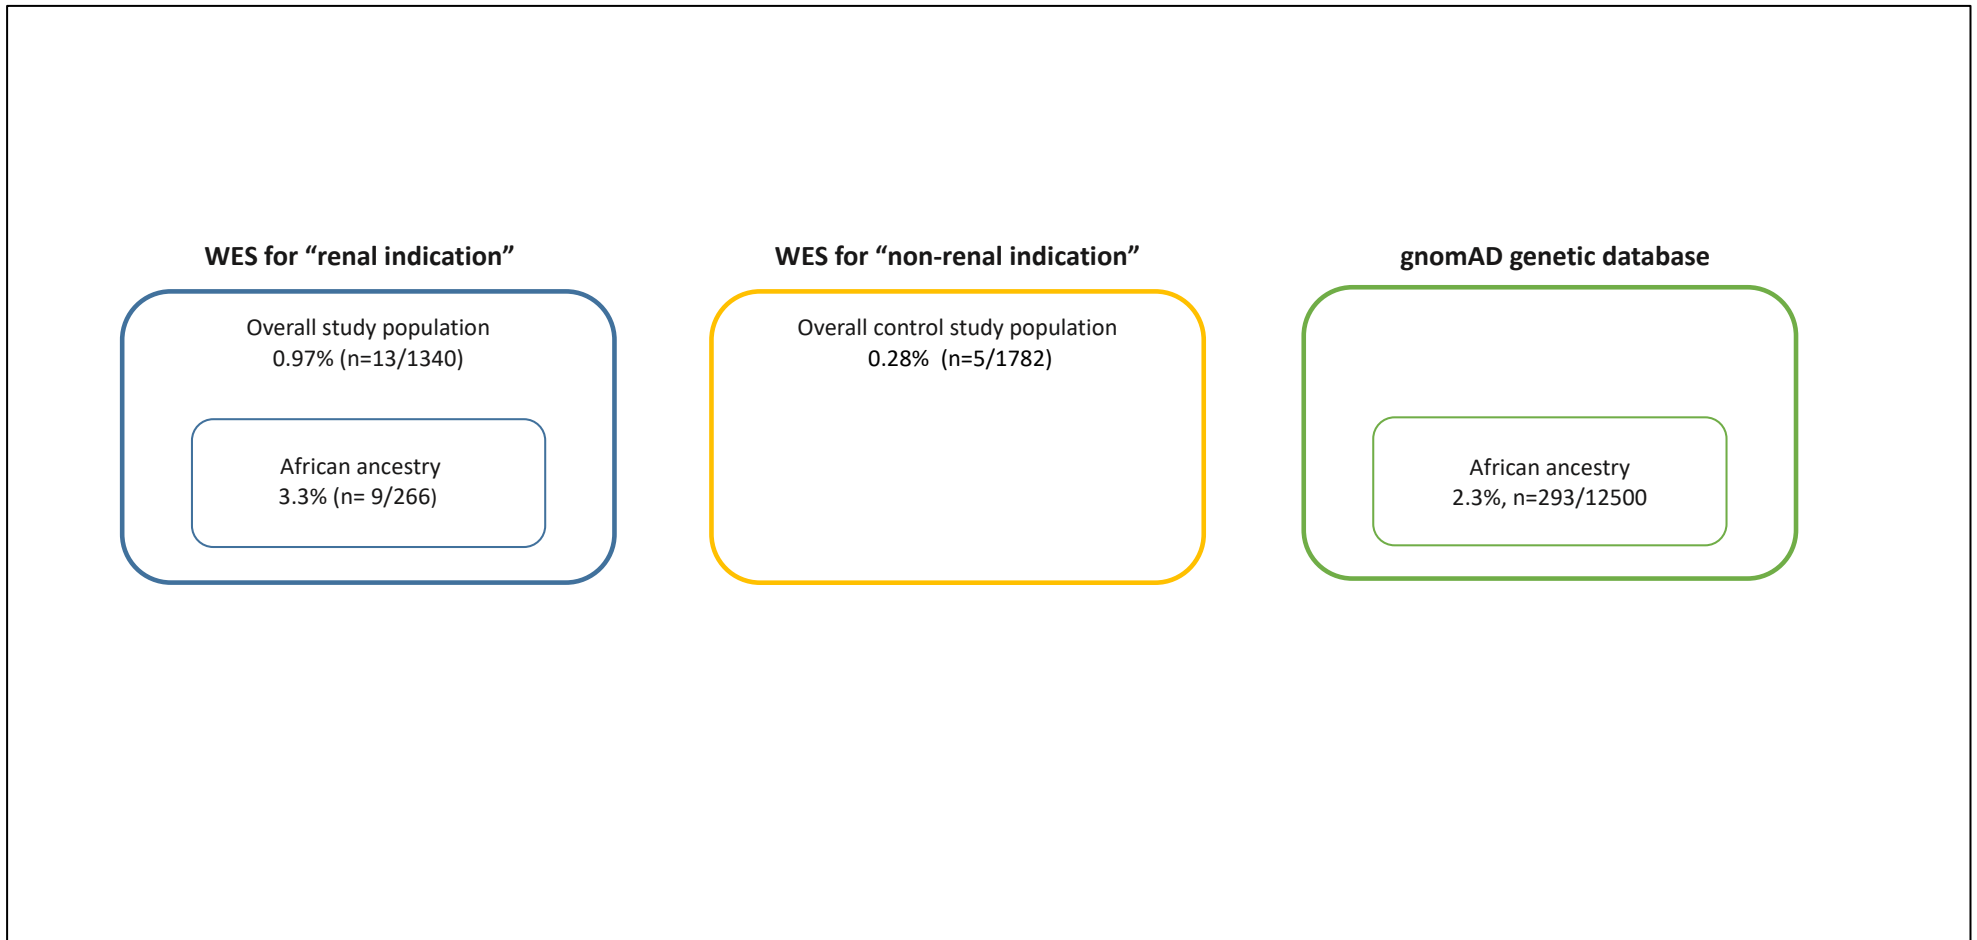 WES for “renal indication”
Overall study population
0.97% (n=13/1340)
African ancestry
3.3% (n= 9/266)
WES for “non-renal indication”
Overall control study population
0.28%  (n=5/1782)
gnomAD genetic database
African ancestry
2.3%, n=293/12500